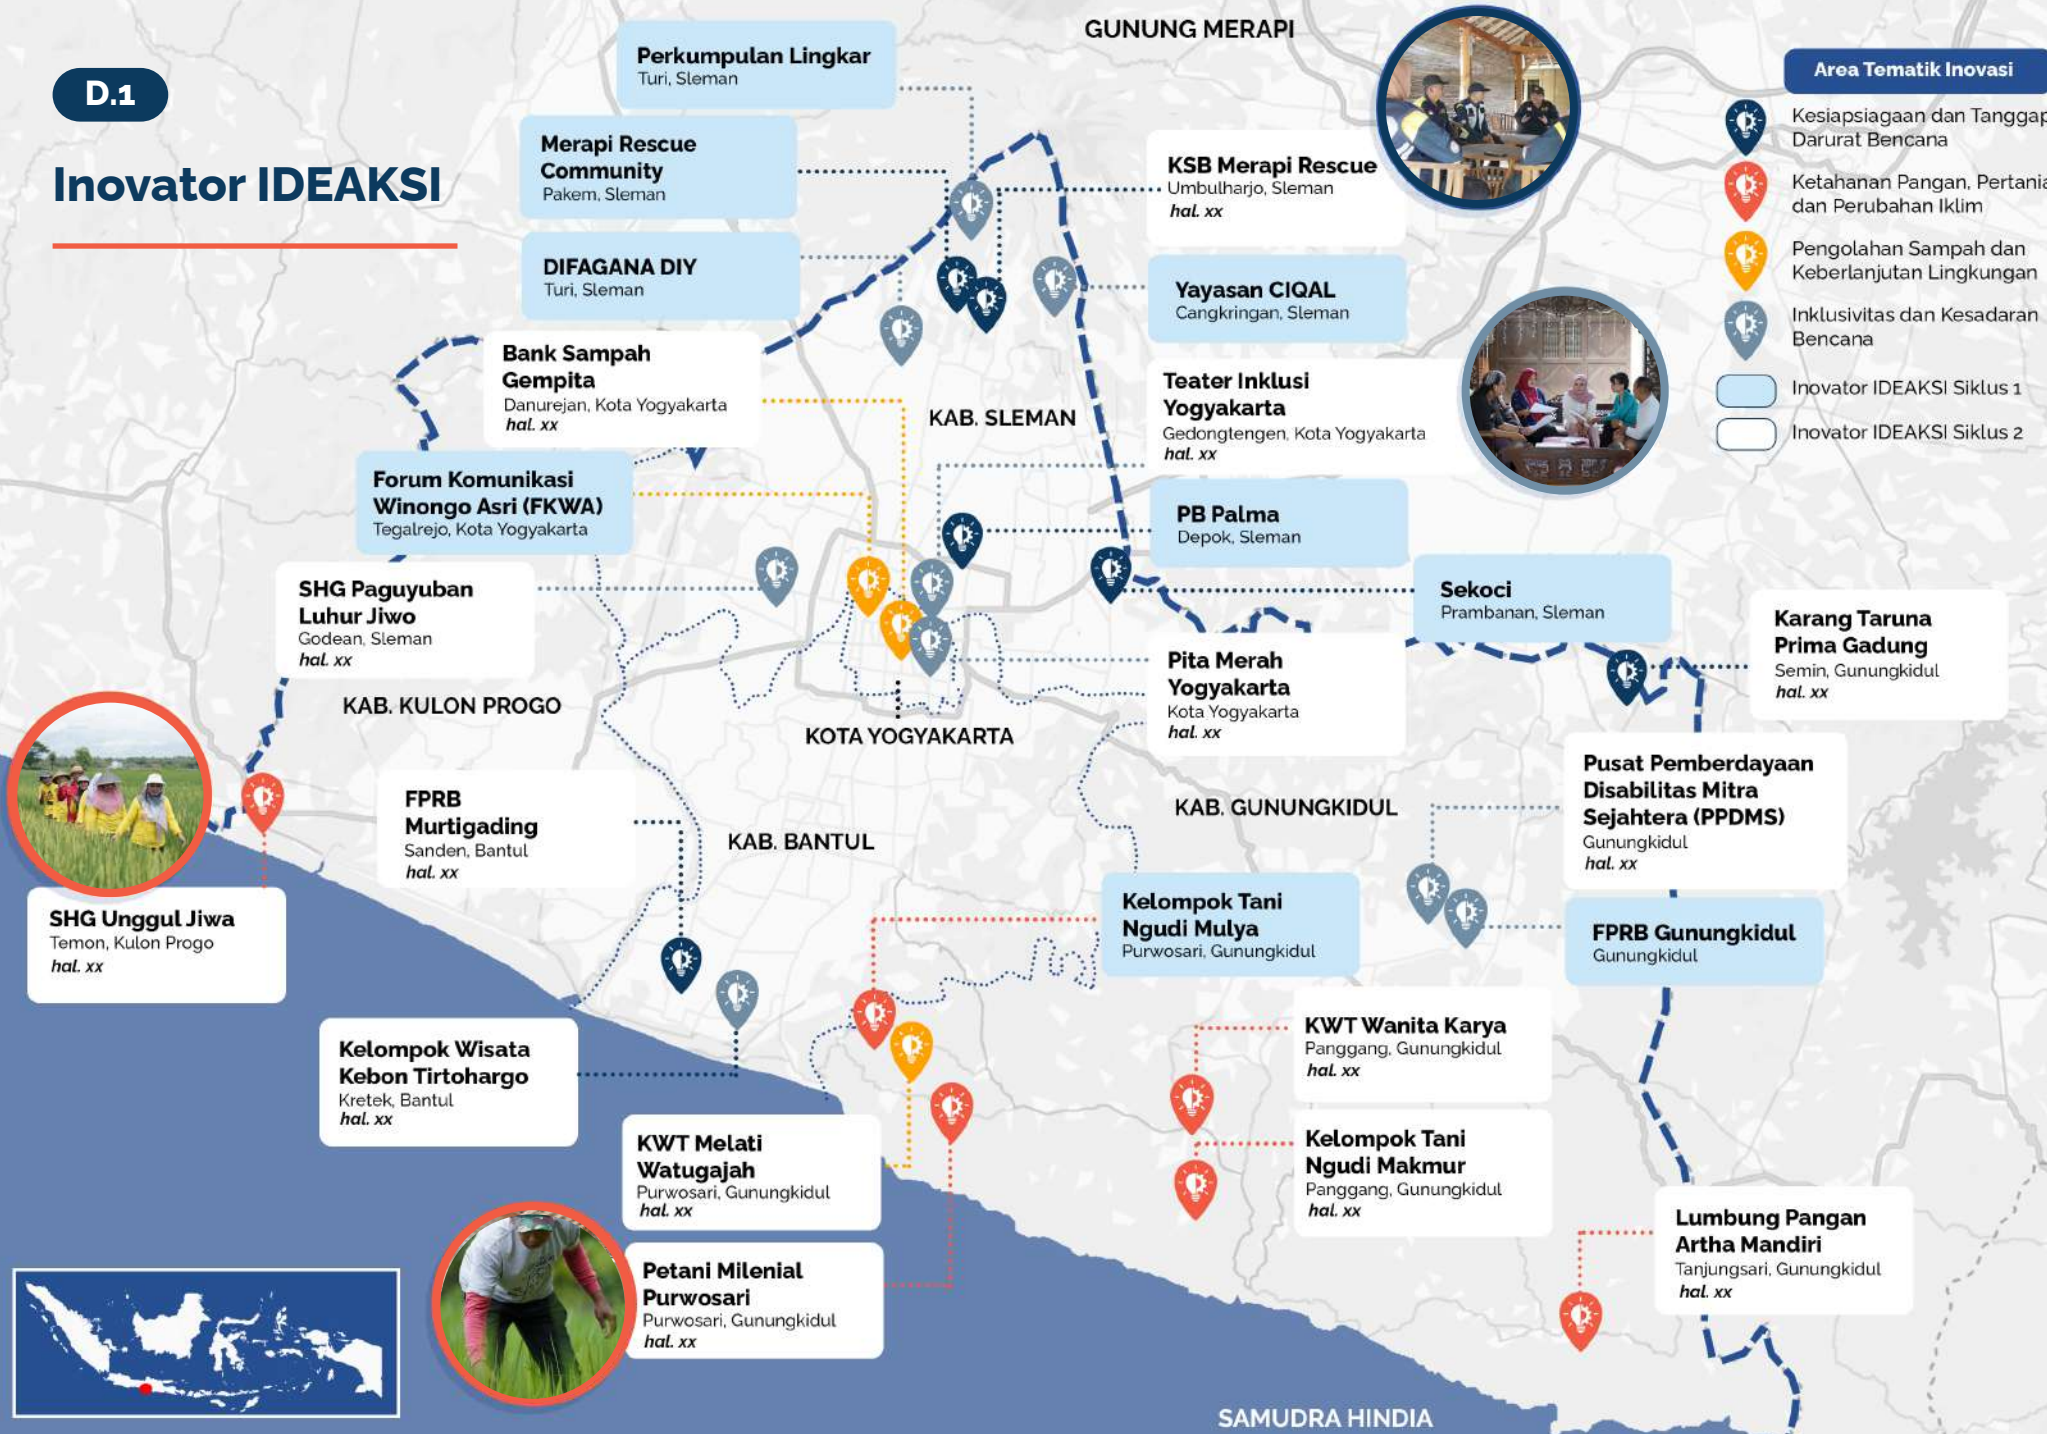 D.1
Inovator IDEAKSI
GUNUNG MERAPI
Perkumpulan Lingkar
Turi, Sleman
Merapi Rescue
Community
Pakem, Sleman
DIFAGANA DIY
Turi, Sleman
KSB Merapi Rescue
Umbulharjo, Sleman
hal. xx
Yayasan CIQAL
Cangkringan, Sleman
Area Tematik Inovasi
Kesiapsiagaan dan Tanggap
Darurat Bencana
Ketahanan Pangan, Pertania
dan Perubahan Iklim
Pengolahan Sampah dan
Keberlanjutan Lingkungan
Inklusivitas dan Kesadaran
Bencana
Inovator IDEAKSI Siklus 1
Inovator IDEAKSI Siklus 2
Bank Sampah
Gempita
Danurejan, Kota Yogyakarta
hal. xx
KAB. SLEMAN
Teater Inklusi
Yogyakarta
Gedongtengen, Kota Yogyakarta
hal. xx
Forum Komunikasi
Winongo Asri (FKWA)
Tegalrejo, Kota Yogyakarta
PB Palma
Depok, Sleman
SHG Paguyuban
Luhur Jiwo
Godean, Sleman
hal. xx
Sekoci
Prambanan, Sleman
Karang Taruna
Prima Gadung
Semin, Gunungkidul
hal. xx
KAB. KULON PROGO
KOTA YOGYAKARTA
Pita Merah
Yogyakarta
Kota Yogyakarta
hal. xx
Pusat Pemberdayaan
Disabilitas Mitra
Sejahtera (PPDMS)
Gunungkidul
hal. xx
FPRB
Murtigading
Sanden, Bantul
hal. xx
KAB. BANTUL
KAB. GUNUNGKIDUL
SHG Unggul Jiwa
Temon, Kulon Progo
hal. xx
Kelompok Tani
Ngudi Mulya
Purwosari, Gunungkidul
FPRB Gunungkidul
Gunungkidul
Kelompok Wisata
Kebon Tirtohargo
Kretek, Bantul
hal. xx
KWT Wanita Karya
Panggang, Gunungkidul
hal. xx
KWT Melati
Watugajah
Purwosari, Gunungkidul
hal. xx
Kelompok Tani
Ngudi Makmur
Panggang, Gunungkidul
hal. xx
Petani Milenial
Purwosari
Purwosari, Gunungkidul
hal. xx
Lumbung Pangan
Artha Mandiri
Tanjungsari, Gunungkidul
hal. xx
SAMUDRA HINDIA